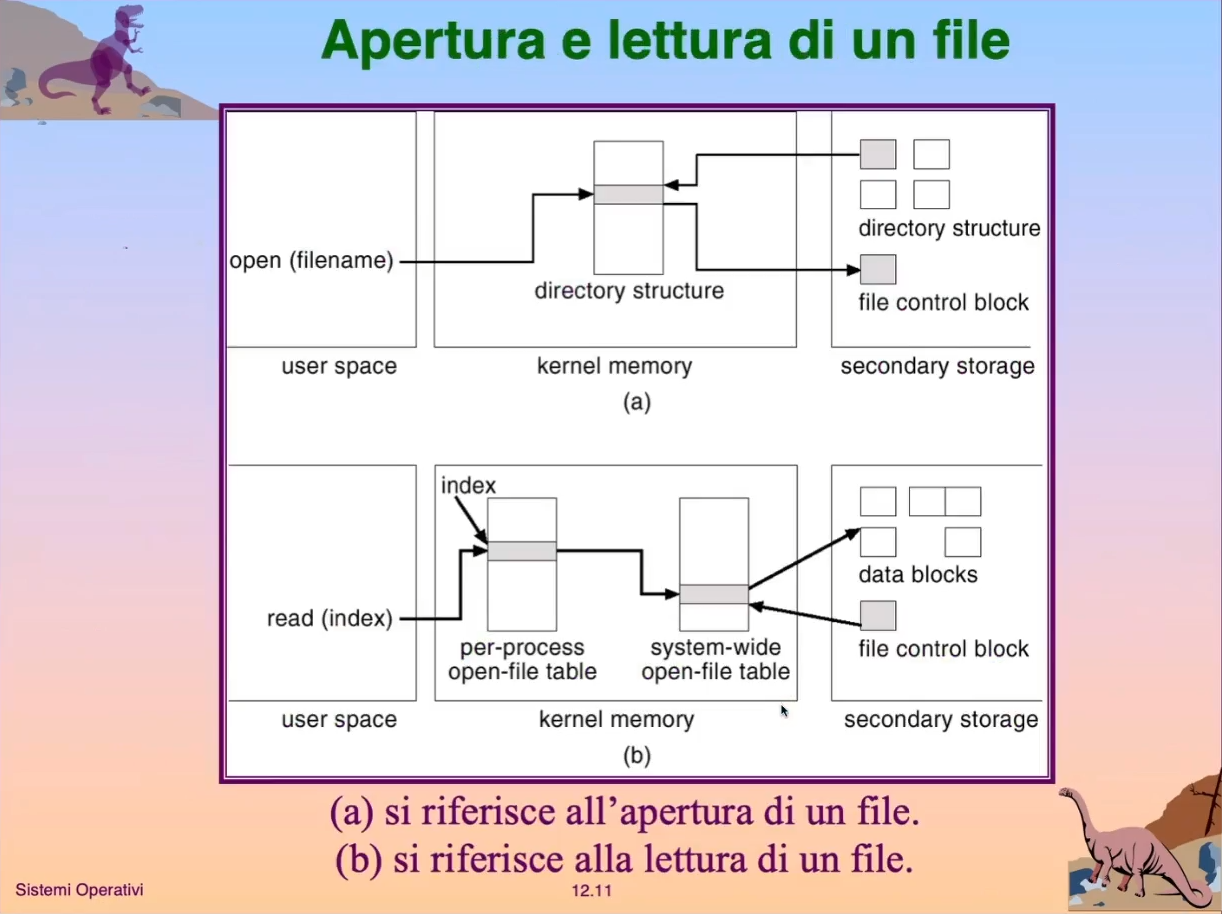 Apertura e lettura di un file
open (filename)
directory structure
directory structure
file control block
user space
kernel memory
secondary storage
(a)
index
read (index)
per-process
open-file table
system-wide
open-file table
data blocks
file control block
user space
kernel memory
secondary storage
(b)
(a) si riferisce all’apertura di un file.
(b) si riferisce alla lettura di un file.
Sistemi Operativi
12.11